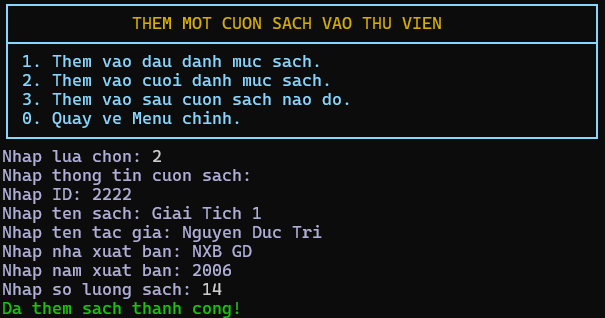 THEM MOT CUON SACH VAO THU VIEN
1. Them vao dau danh muc sach.
2. Them vao cuoi danh muc sach.
3. Them vao sau cuon sach nao do.
0. Quay ve Menu chinh.
Nhap lua chon: 2
Nhap thong tin cuon sach:
Nhap ID: 2222
Nhap ten sach: Giai Tich 1
Nhap ten tac gia: Nguyen Duc Tri
Nhap nha xuat ban: NXB GD
Nhap nam xuat ban: 2006
Nhap so luong sach: 14
Da them sach thanh cong!